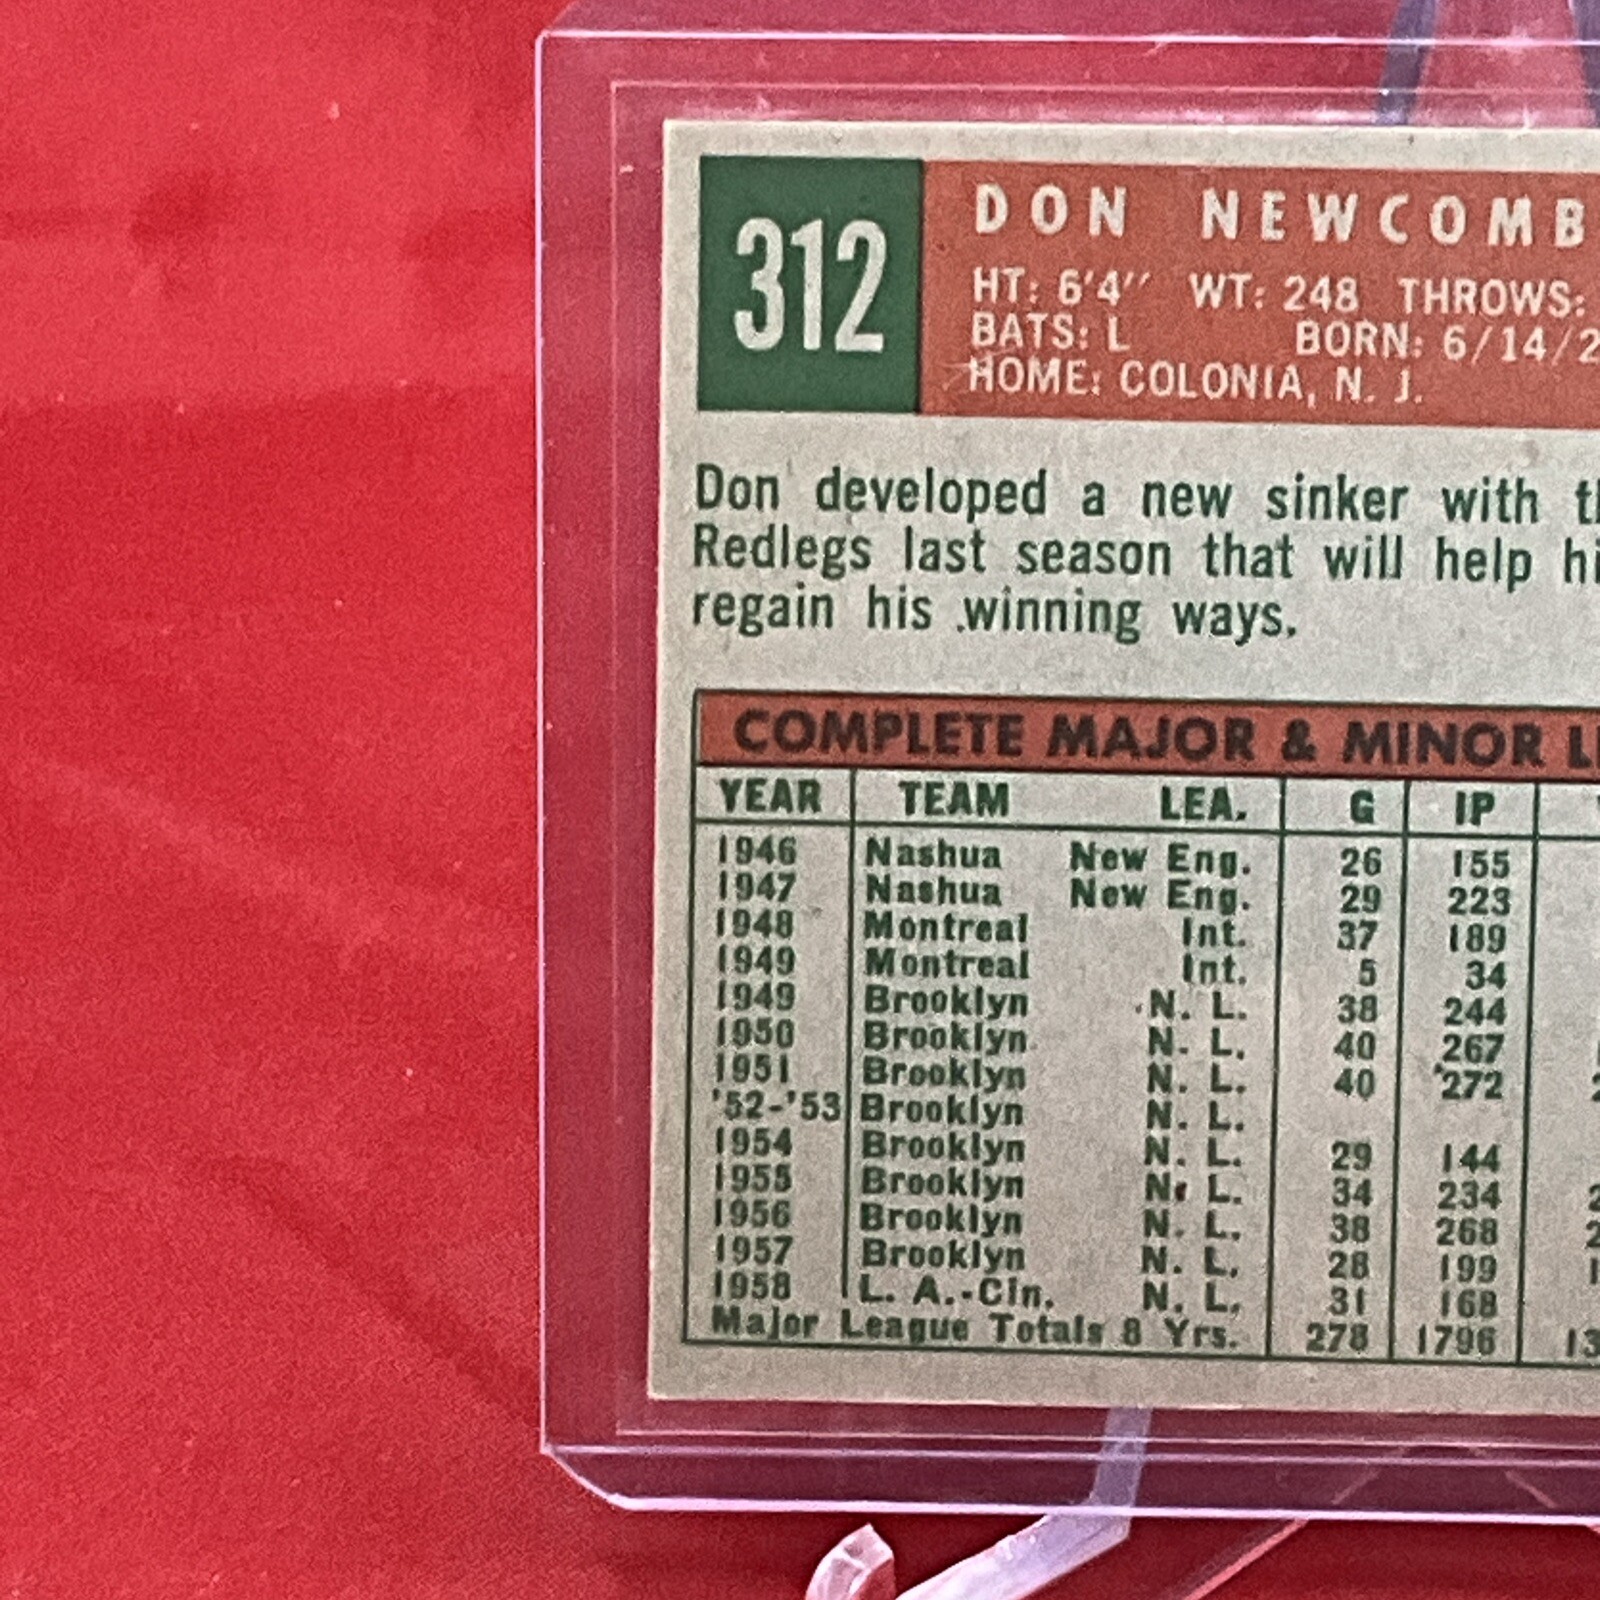 312
DON NEWCOMB
HT: 6'4'' WT: 248 THROWS:
BATS: L BORN: 6/14/2
HOME: COLONIA, N. J.
Don developed a new sinker with th
Redlegs last season that will help hi
regain his winning ways.
COMPLETE MAJOR & MINOR LE
YEAR TEAM LEA. G IP
1946 Nashua New Eng. 26 155
1947 Nashua New Eng. 29 223
1948 Montreal Int. 37 189
1949 Montreal Int. 5 34
1949 Brooklyn N. L. 38 244
1950 Brooklyn N. L. 40 267
1951 Brooklyn N. L. 40 272
'52-'53 Brooklyn N. L.
1954 Brooklyn N. L. 29 144
1955 Brooklyn N. L. 34 234
1956 Brooklyn N. L. 38 268
1957 Brooklyn N. L. 28 199
1958 L. A.-Cin. N. L. 31 168
Major League Totals 8 Yrs. 278 1796